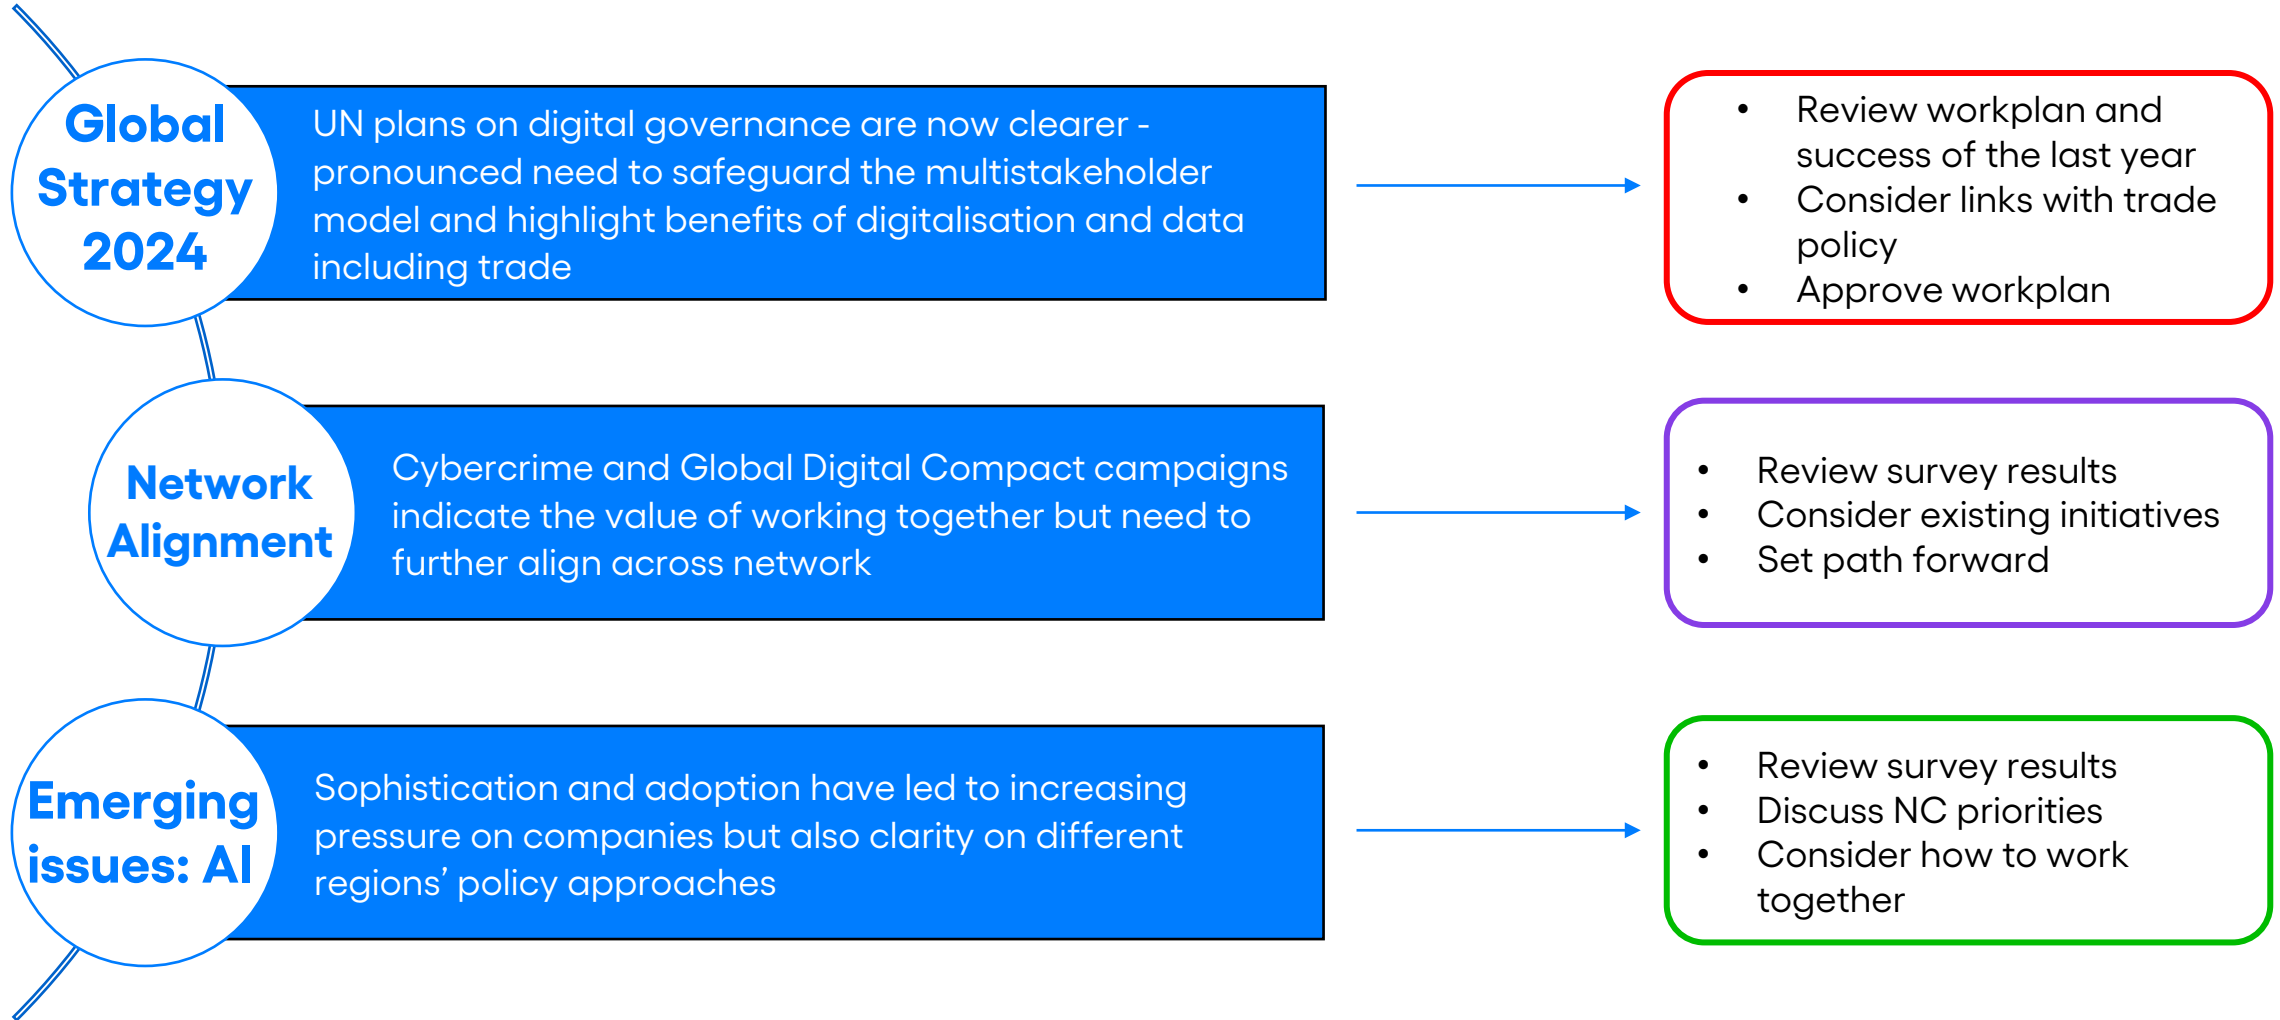 Global
Strategy
2024
UN plans on digital governance are now clearer -
pronounced need to safeguard the multistakeholder
model and highlight benefits of digitalisation and data
including trade
• Review workplan and
success of the last year
• Consider links with trade
policy
• Approve workplan
Network
Alignment
Cybercrime and Global Digital Compact campaigns
indicate the value of working together but need to
further align across network
• Review survey results
• Consider existing initiatives
• Set path forward
Emerging
issues: AI
Sophistication and adoption have led to increasing
pressure on companies but also clarity on different
regions’ policy approaches
• Review survey results
• Discuss NC priorities
• Consider how to work
together